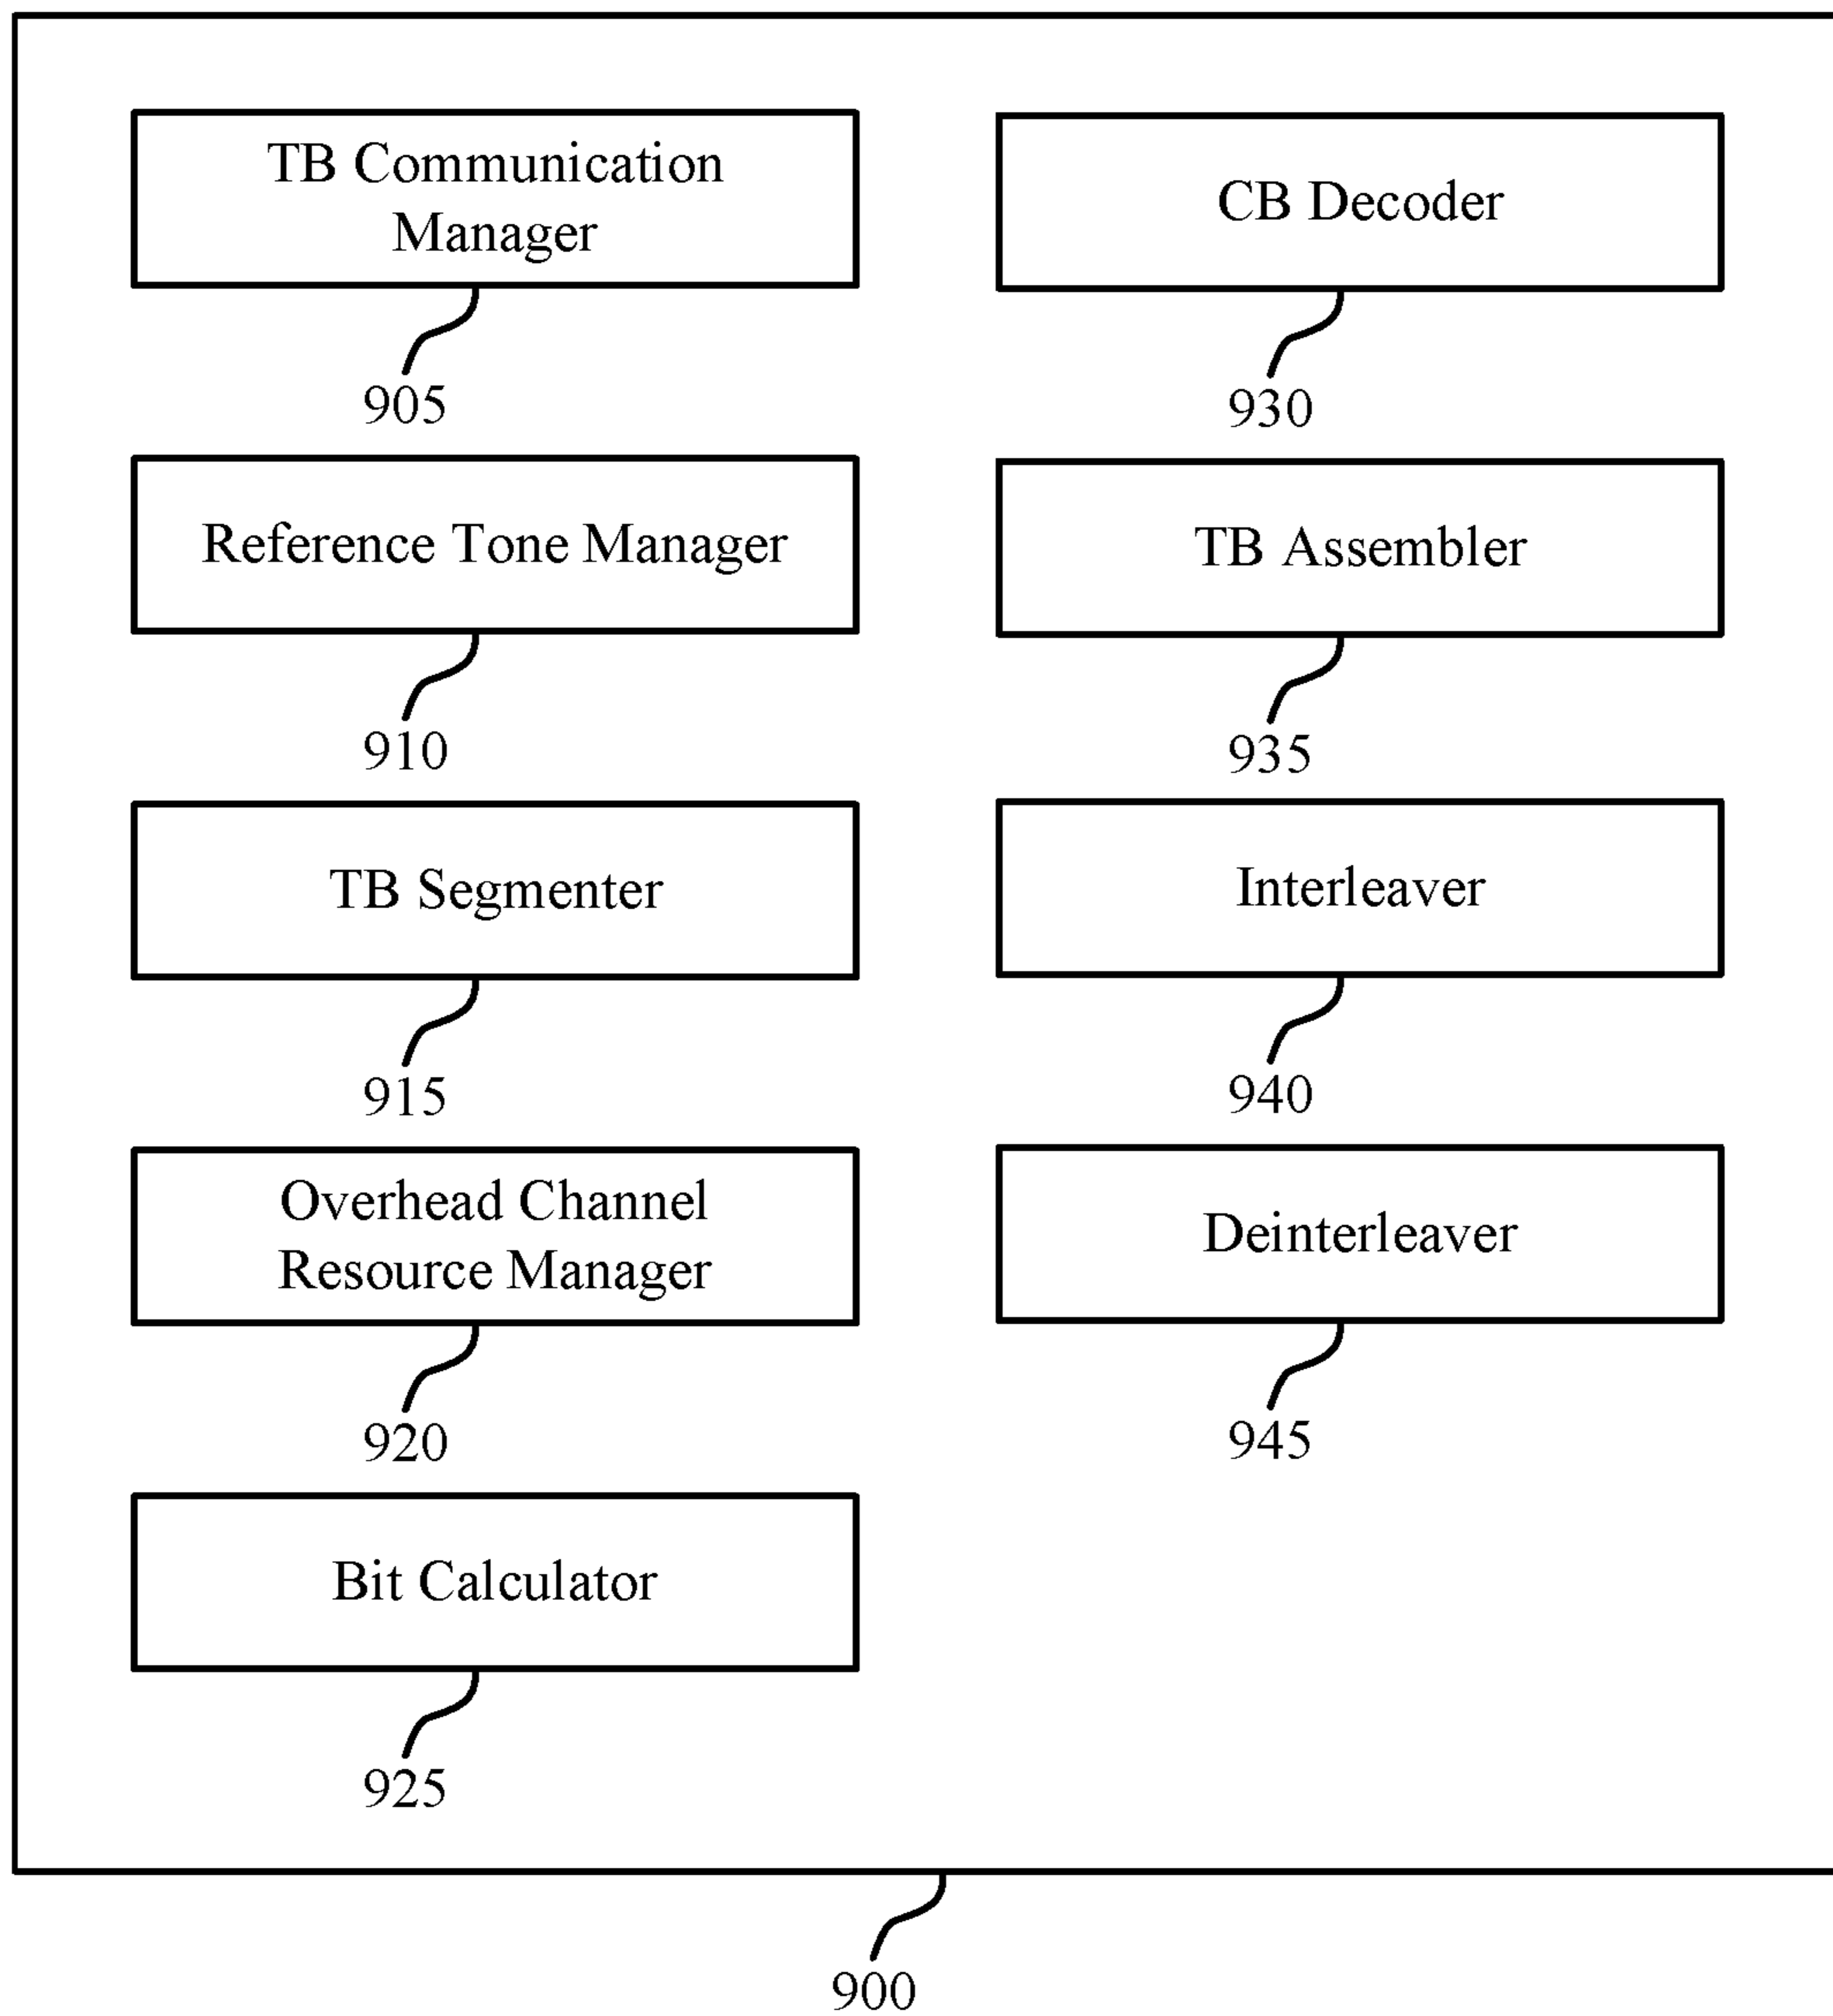 TB Communication
Manager
905
Reference Tone Manager
910
TB Segmenter
915
Overhead Channel
Resource Manager
920
Bit Calculator
925
CB Decoder
930
TB Assembler
935
Interleaver
940
Deinterleaver
945
900